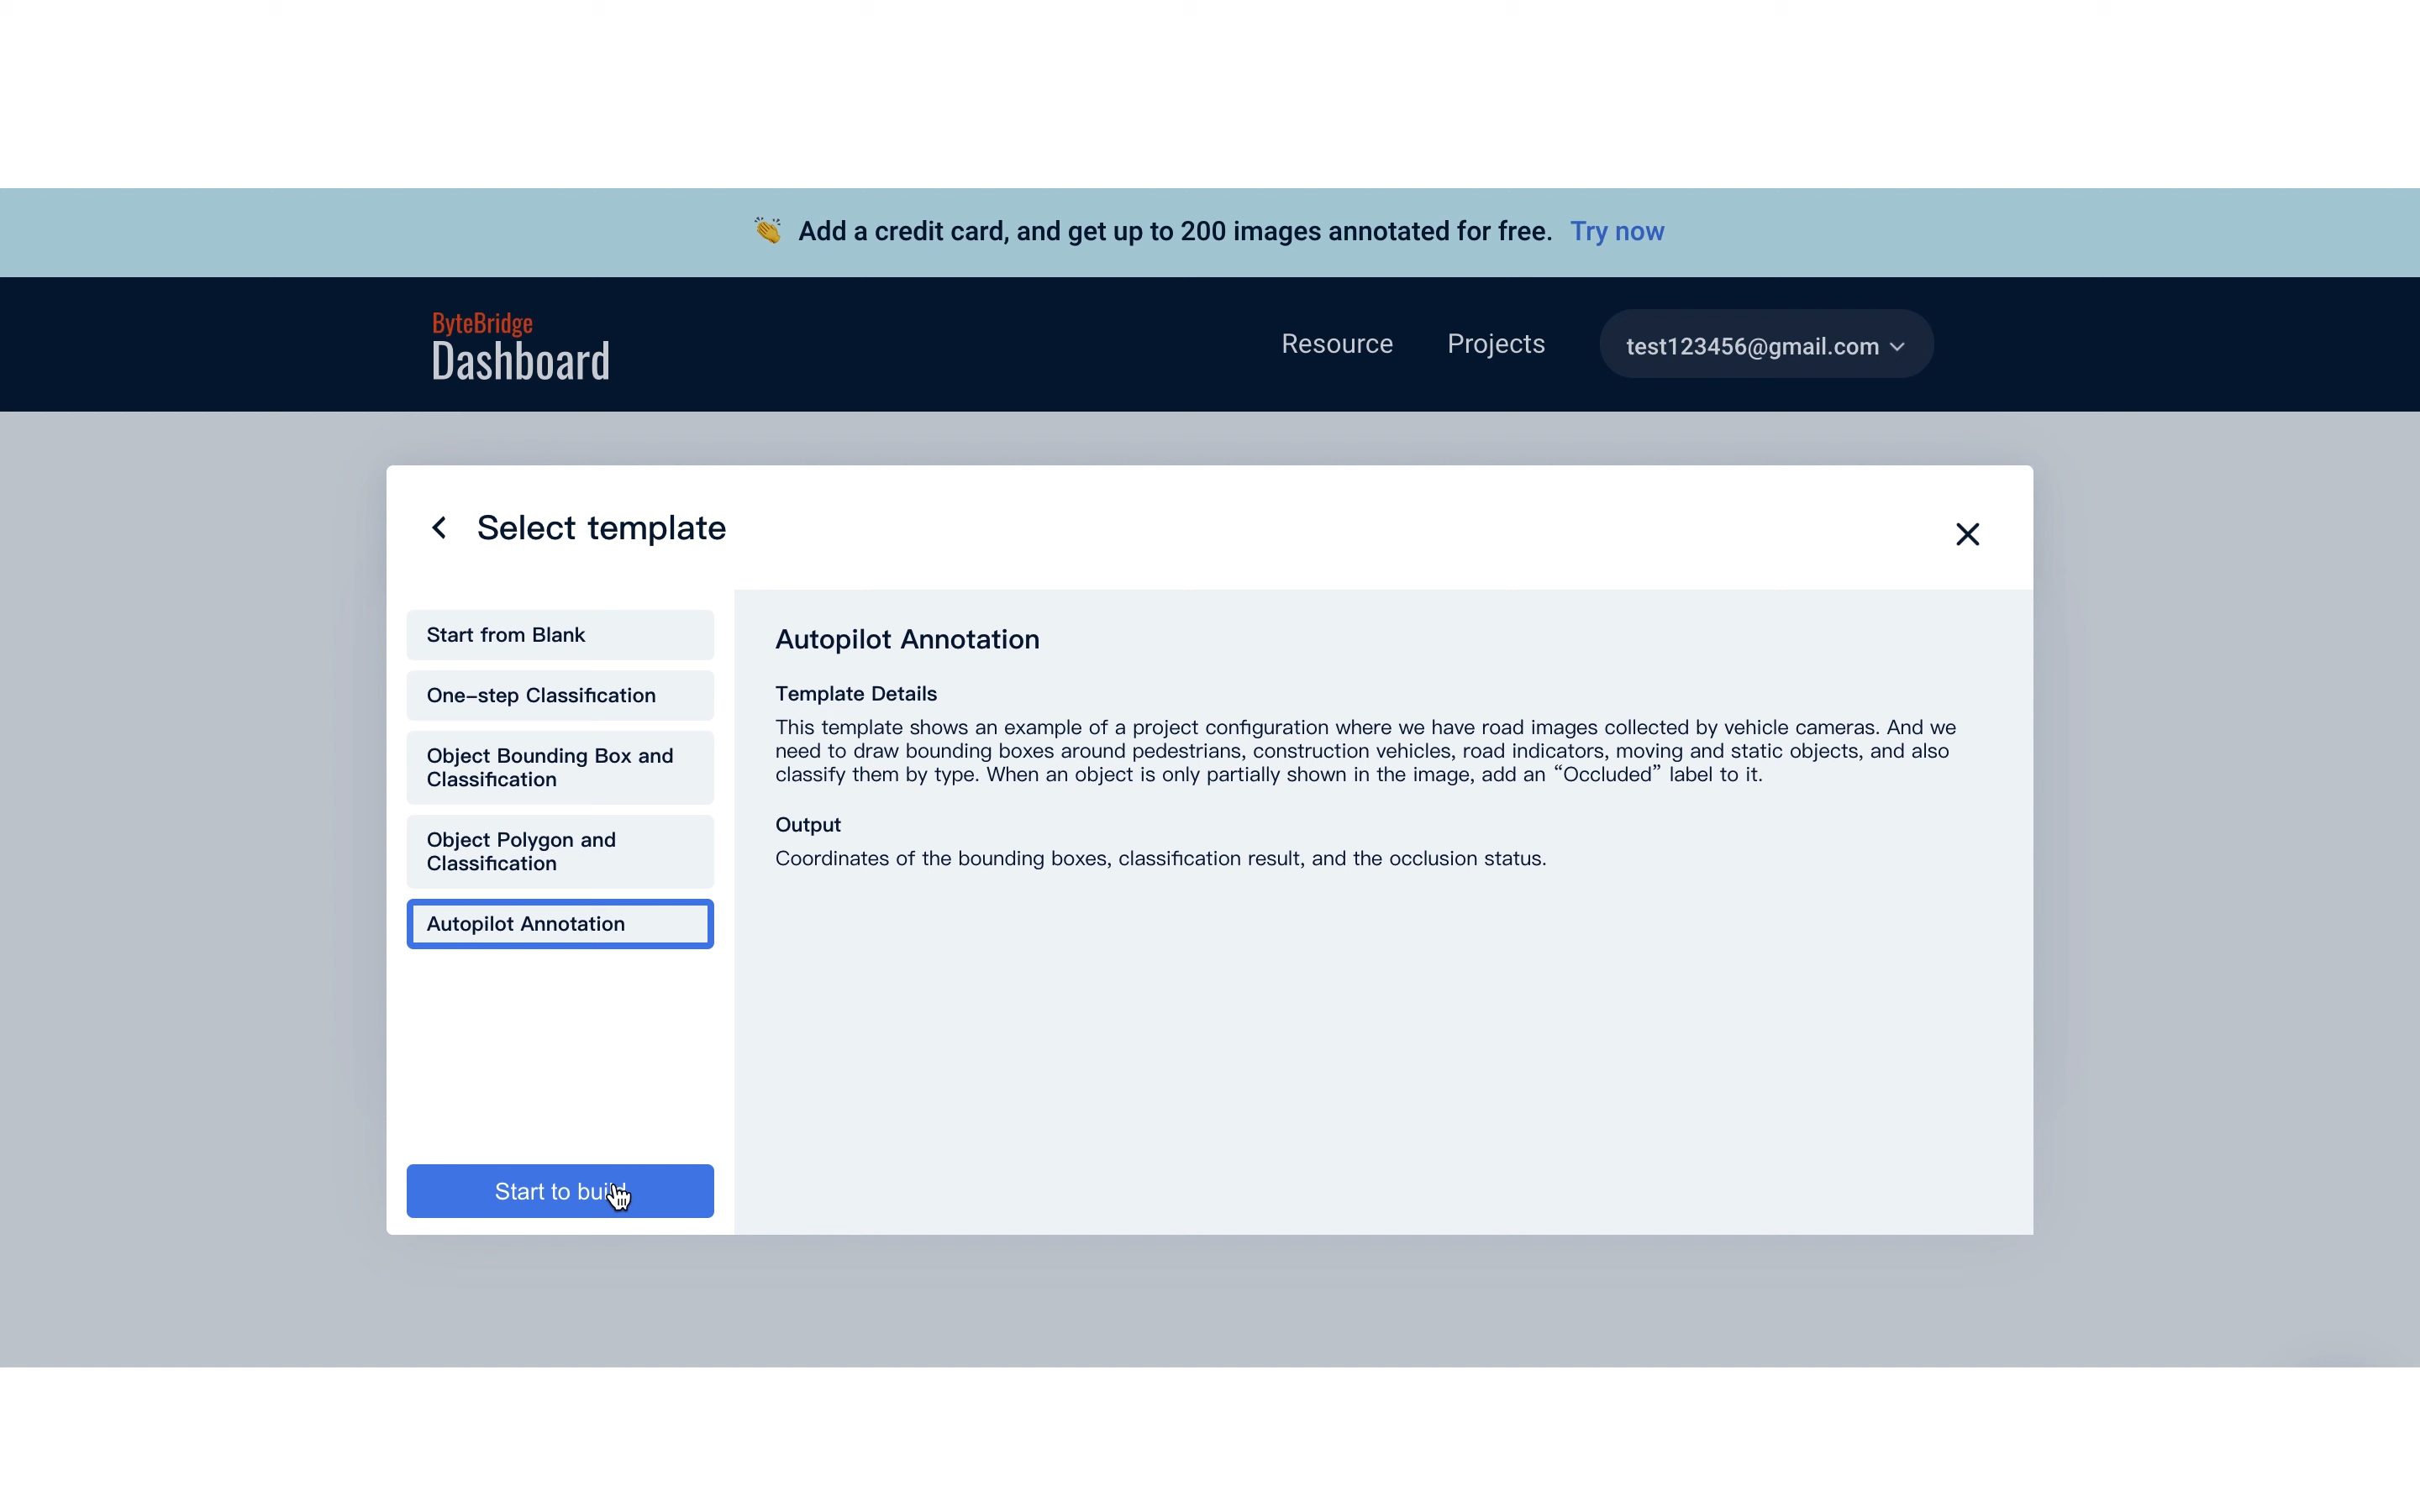 👏 Add a credit card, and get up to 200 images annotated for free. Try now
ByteBridge
Dashboard
Resource
Projects
test123456@gmail.com
Select template
Start from Blank
One-step Classification
Object Bounding Box and
Classification
Object Polygon and
Classification
Autopilot Annotation
Start to build
Autopilot Annotation
Template Details
This template shows an example of a project configuration where we have road images collected by vehicle cameras. And we
need to draw bounding boxes around pedestrians, construction vehicles, road indicators, moving and static objects, and also
classify them by type. When an object is only partially shown in the image, add an “Occluded” label to it.
Output
Coordinates of the bounding boxes, classification result, and the occlusion status.